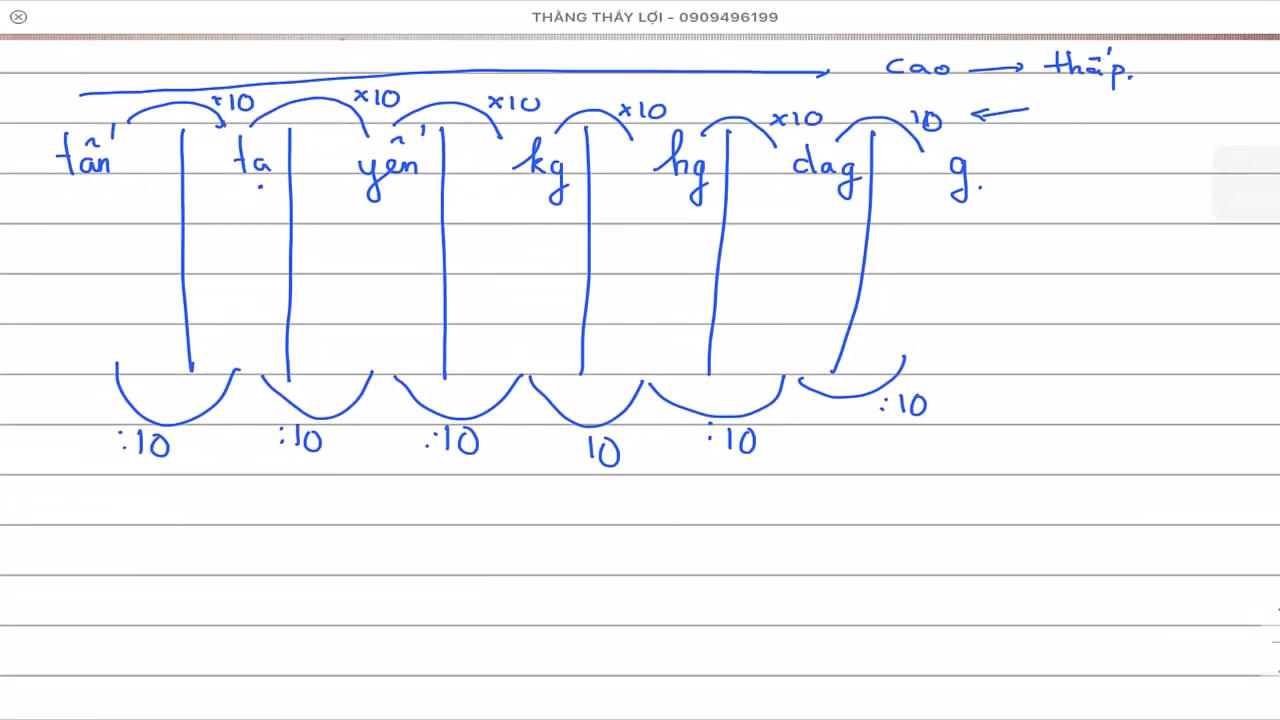 THẦNG THẦY LỢI - 0909496199
cao → thấp.
×10 ×10 ×10 ×10 ×10 10 ←
tấn tạ yến kg hg dag g.
:10 :10 :10 10 :10 :10